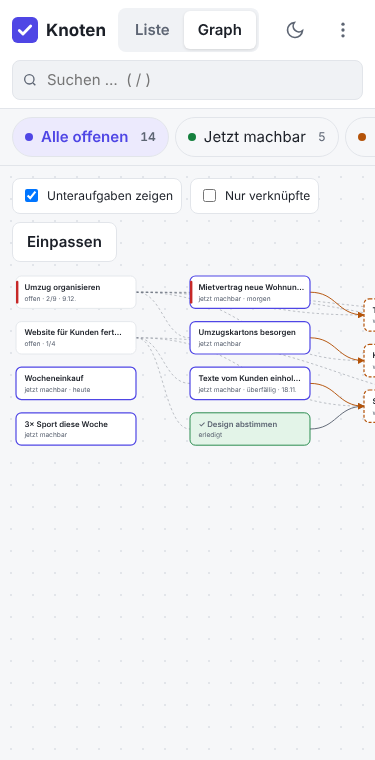 Knoten
Liste
Graph
Suchen … ( / )
Alle offenen 14
Jetzt machbar 5
Unteraufgaben zeigen
Nur verknüpfte
Einpassen
Umzug organisieren
offen · 2/9 · 9.12.
Mietvertrag neue Wohnun…
jetzt machbar · morgen
Website für Kunden fert…
offen · 1/4
Umzugskartons besorgen
jetzt machbar
Wocheneinkauf
jetzt machbar · heute
Texte vom Kunden einhol…
jetzt machbar · überfällig · 18.11.
3× Sport diese Woche
jetzt machbar
✓ Design abstimmen
erledigt